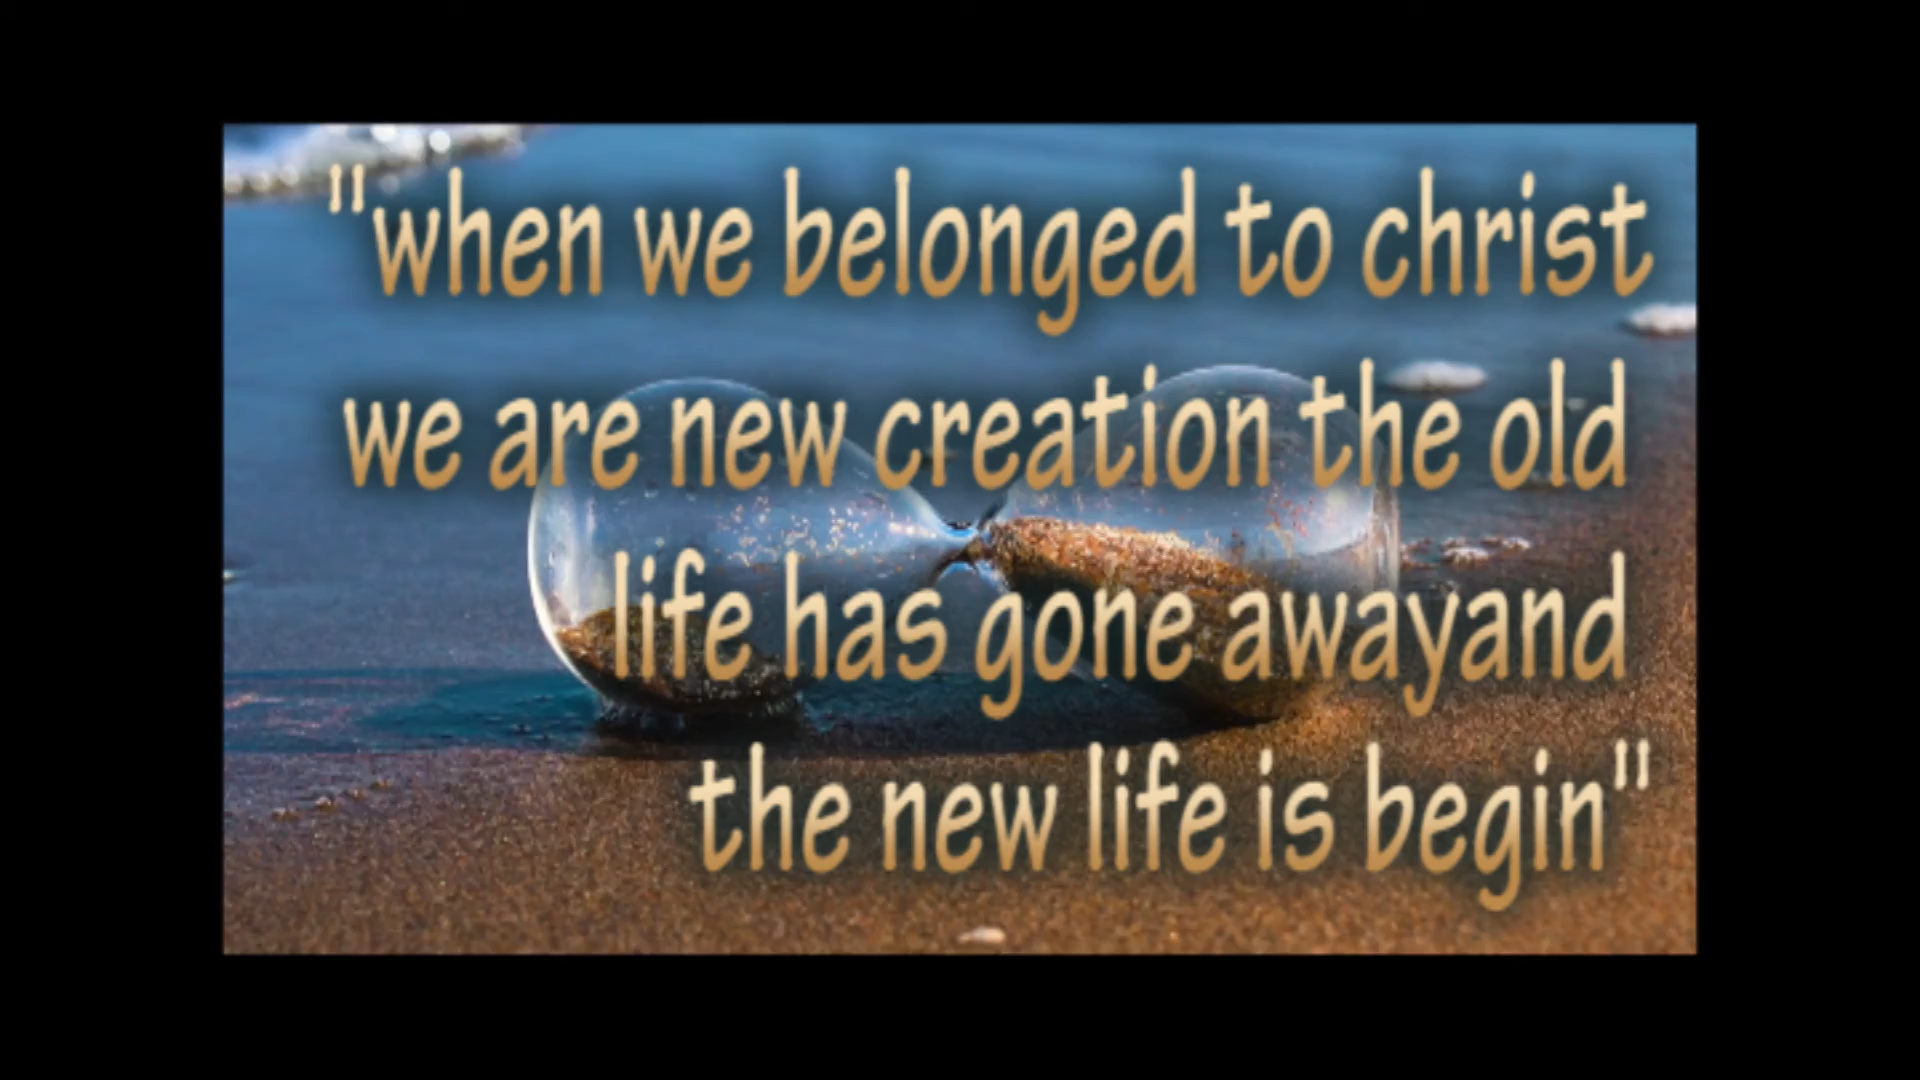 "when we belonged to christ
we are new creation the old
life has gone awayand
the new life is begin"